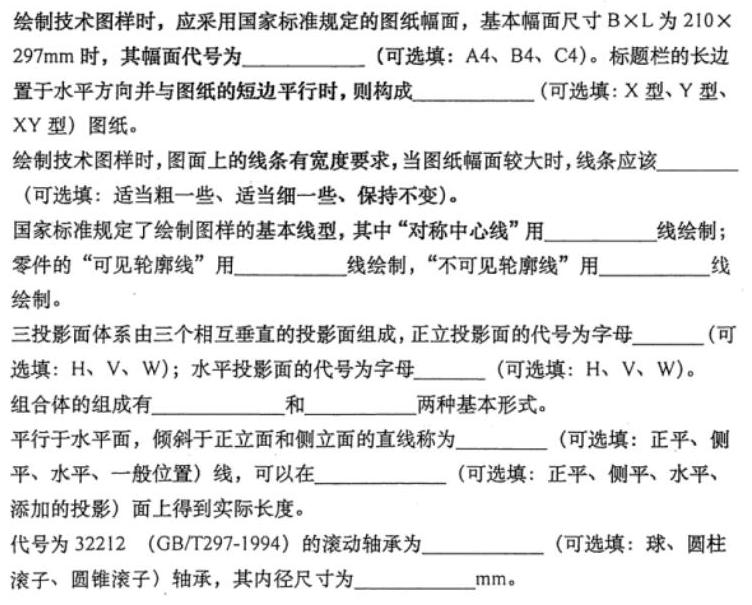 绘制技术图样时，应采用国家标准规定的图纸幅面，基本幅面尺寸 B×L 为 210×
297mm 时，其幅面代号为____________（可选填：A4、B4、C4）。标题栏的长边
置于水平方向并与图纸的短边平行时，则构成____________（可选填：X 型、Y 型、
XY 型）图纸。
绘制技术图样时，图面上的线条有宽度要求，当图纸幅面较大时，线条应该________
（可选填：适当粗一些、适当细一些、保持不变）。
国家标准规定了绘制图样的基本线型，其中“对称中心线”用___________线绘制；
零件的“可见轮廓线”用___________线绘制，“不可见轮廓线”用___________线
绘制。
三投影面体系由三个相互垂直的投影面组成，正立投影面的代号为字母_______（可
选填：H、V、W）；水平投影面的代号为字母_______（可选填：H、V、W）。
组合体的组成有_____________和___________两种基本形式。
平行于水平面，倾斜于正立面和侧立面的直线称为_________（可选填：正平、侧
平、水平、一般位置）线，可以在_____________（可选填：正平、侧平、水平、
添加的投影）面上得到实际长度。
代号为 32212 （GB/T297-1994）的滚动轴承为____________（可选填：球、圆柱
滚子、圆锥滚子）轴承，其内径尺寸为____________mm。